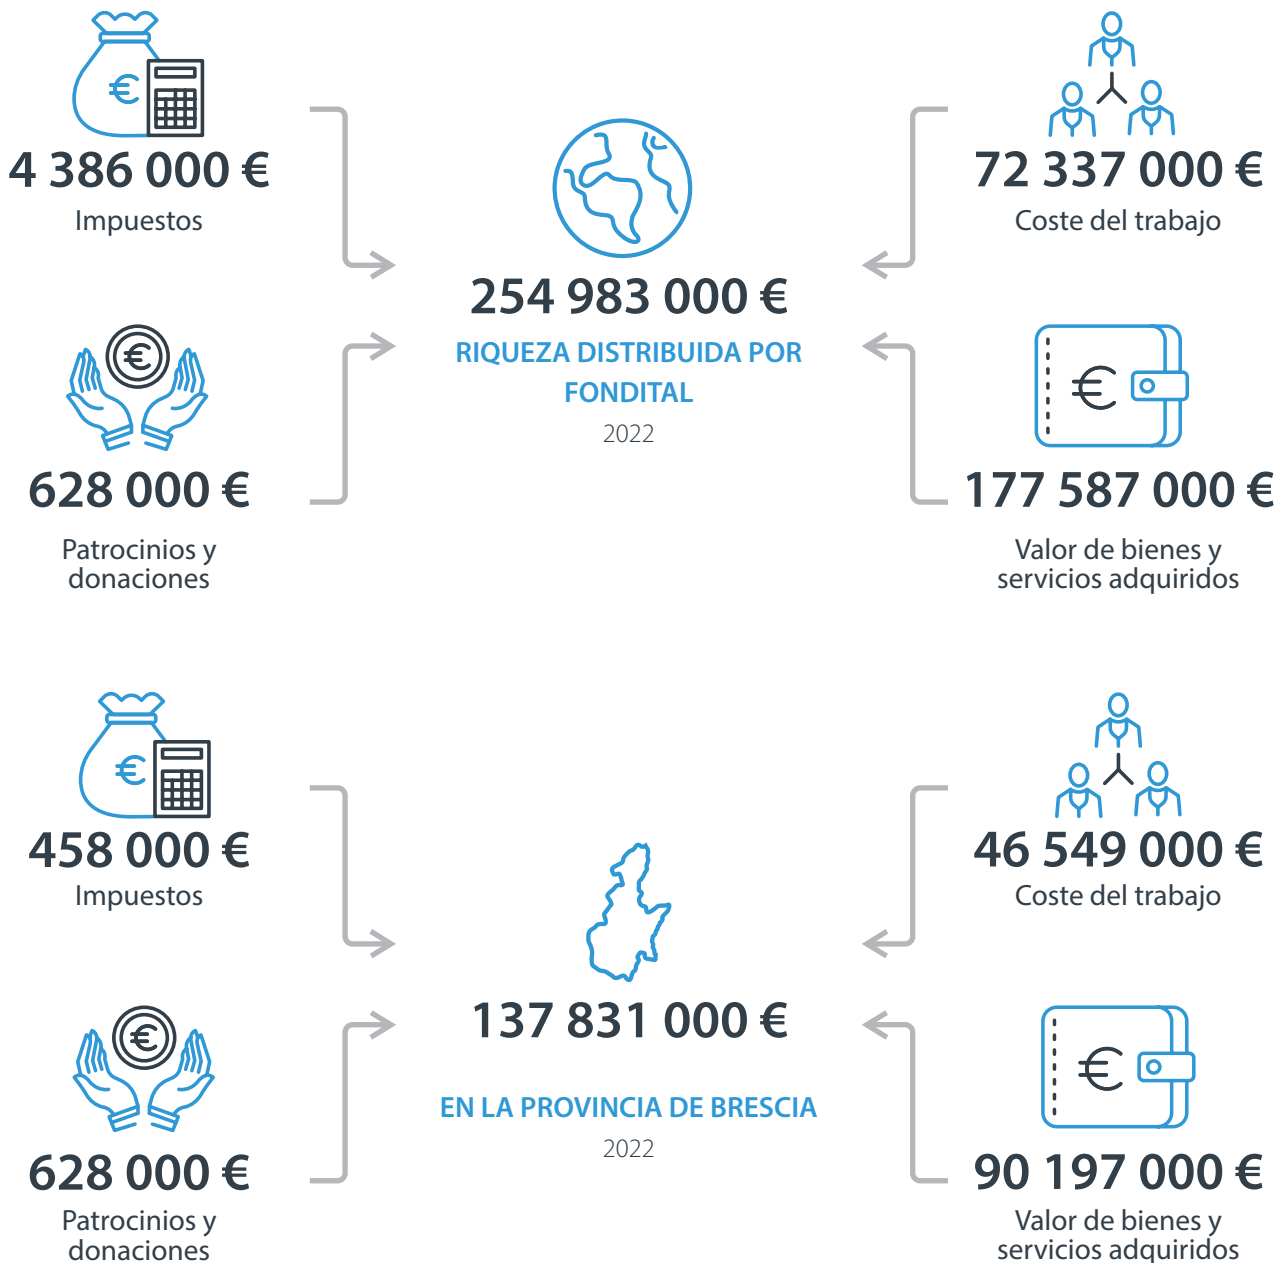 4 386 000 €
Impuestos
628 000 €
Patrocinios y
donaciones
254 983 000 €
RIQUEZA DISTRIBUIDA POR
FONDITAL
2022
72 337 000 €
Coste del trabajo
177 587 000 €
Valor de bienes y
servicios adquiridos
458 000 €
Impuestos
628 000 €
Patrocinios y
donaciones
137 831 000 €
EN LA PROVINCIA DE BRESCIA
2022
46 549 000 €
Coste del trabajo
90 197 000 €
Valor de bienes y
servicios adquiridos